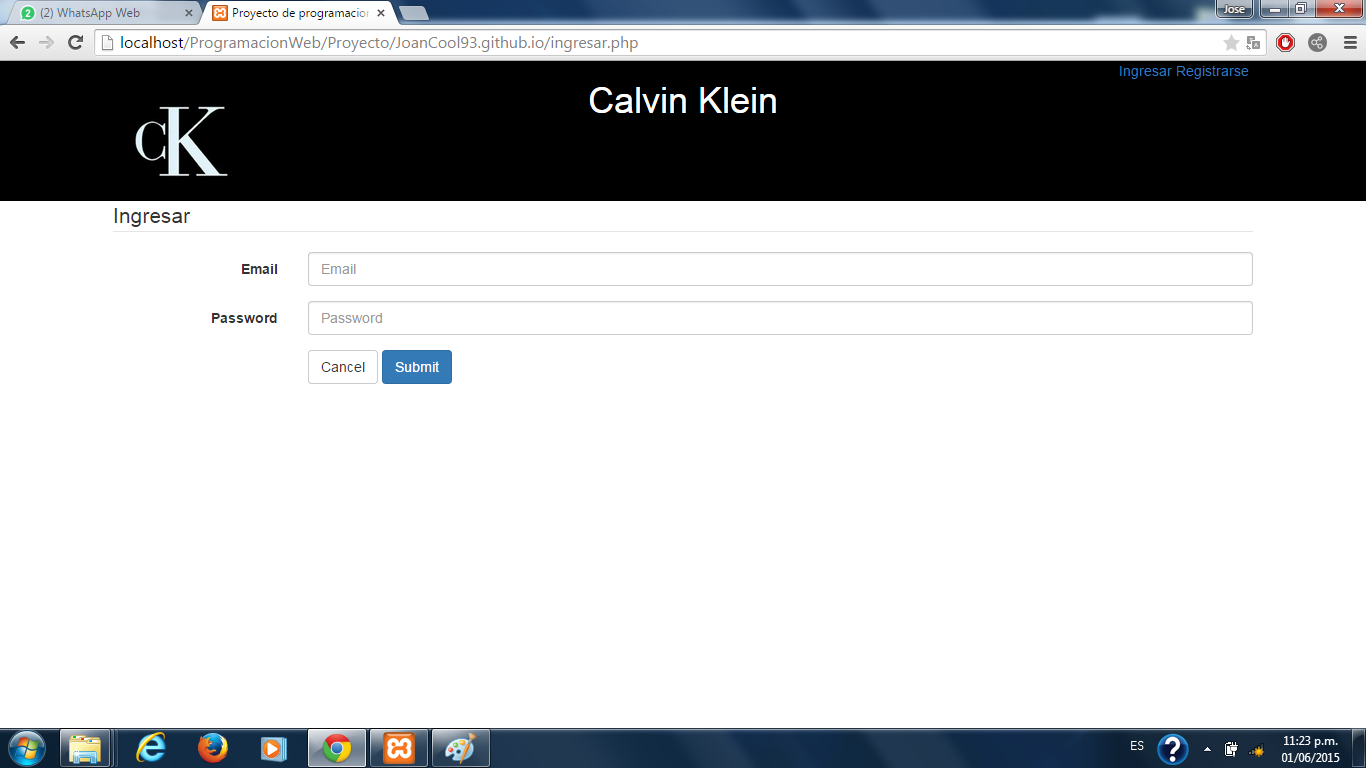 (2) WhatsApp Web
Proyecto de programacion
Jose
localhost/ProgramacionWeb/Proyecto/JoanCool93.github.io/ingresar.php
Ingresar Registrarse
Calvin Klein
CK
Ingresar
Email
Email
Password
Password
Cancel
Submit
ES
11:23 p.m.
01/06/2015